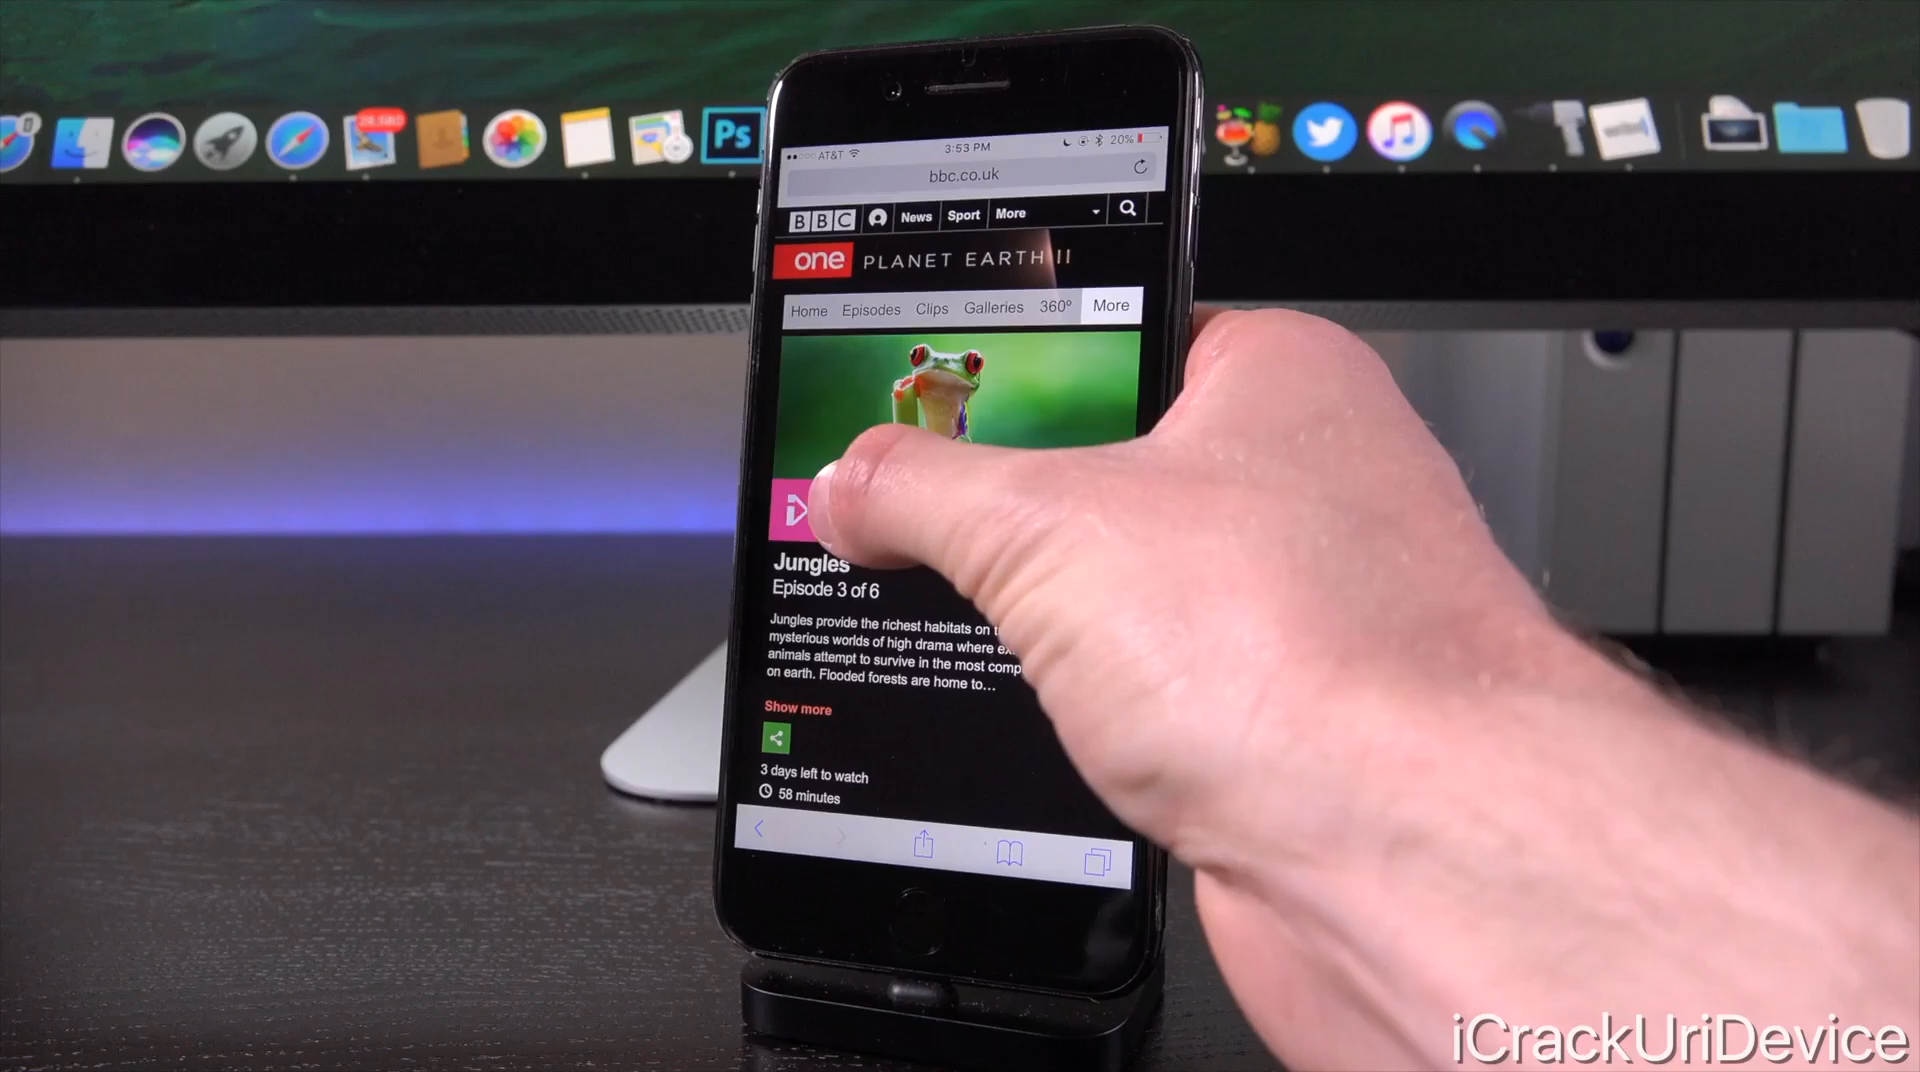 Ps
AT&T
3:53 PM
20%
bbc.co.uk
BBC
News
Sport
More
one
PLANET EARTH II
Home
Episodes
Clips
Galleries
360°
More
Jungles
Episode 3 of 6
Jungles provide the richest habitats on
mysterious worlds of high drama where
animals attempt to survive in the most
on earth. Flooded forests are home to...
Show more
3 days left to watch
58 minutes
iCrackUriDevice